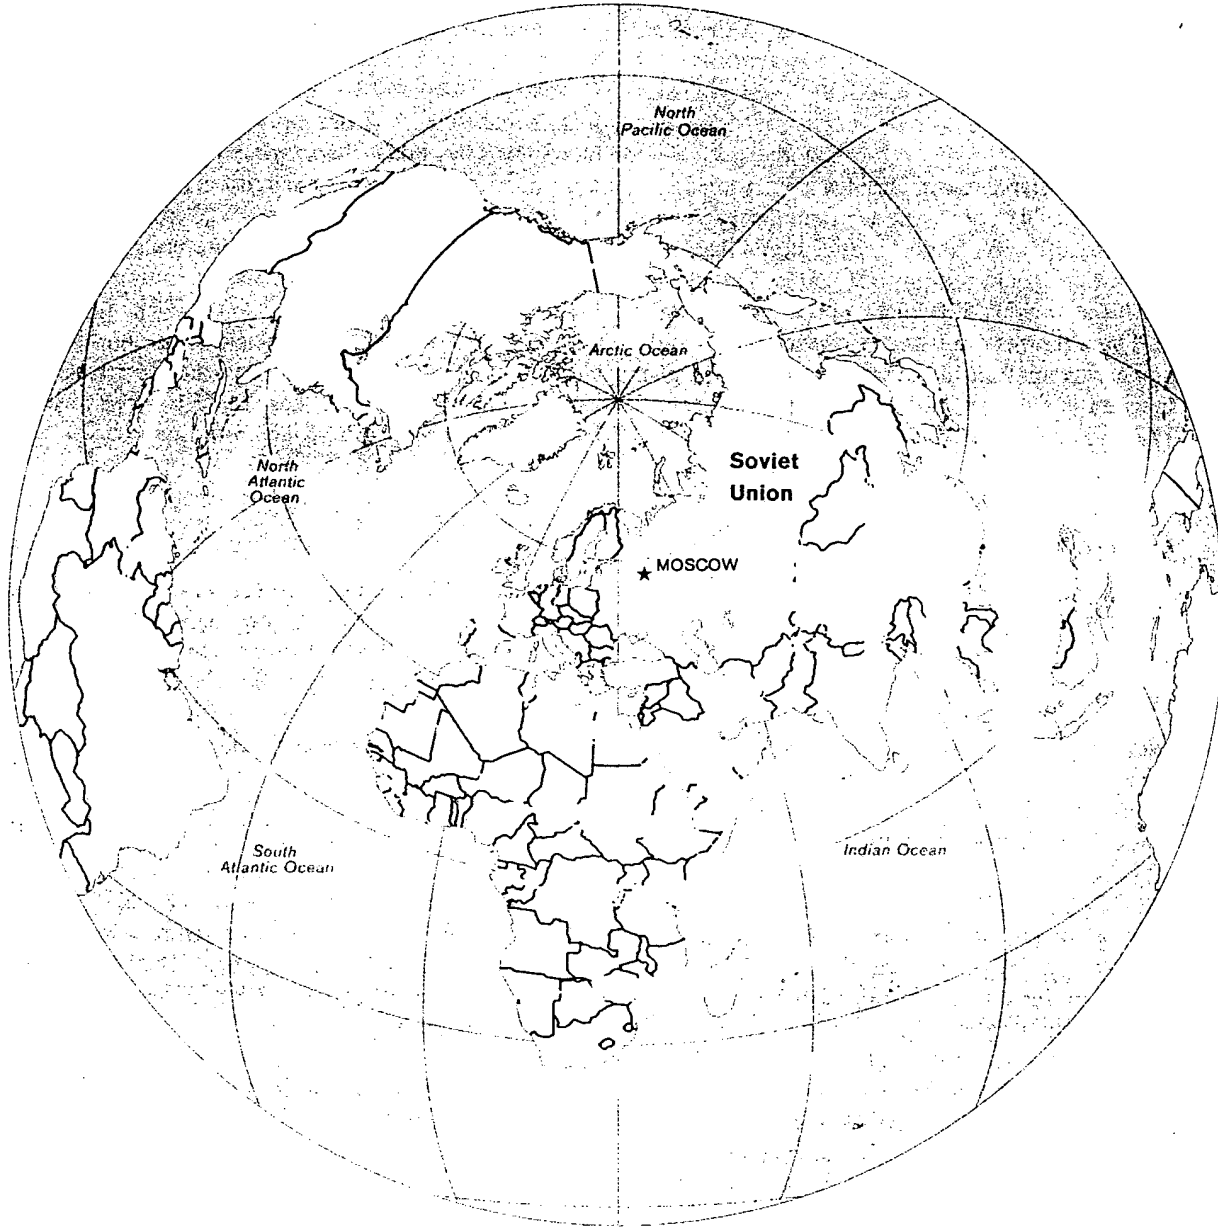 North
Pacific Ocean
Arctic Ocean
Soviet
Union
North
Atlantic
Ocean
MOSCOW
South
Atlantic Ocean
Indian Ocean